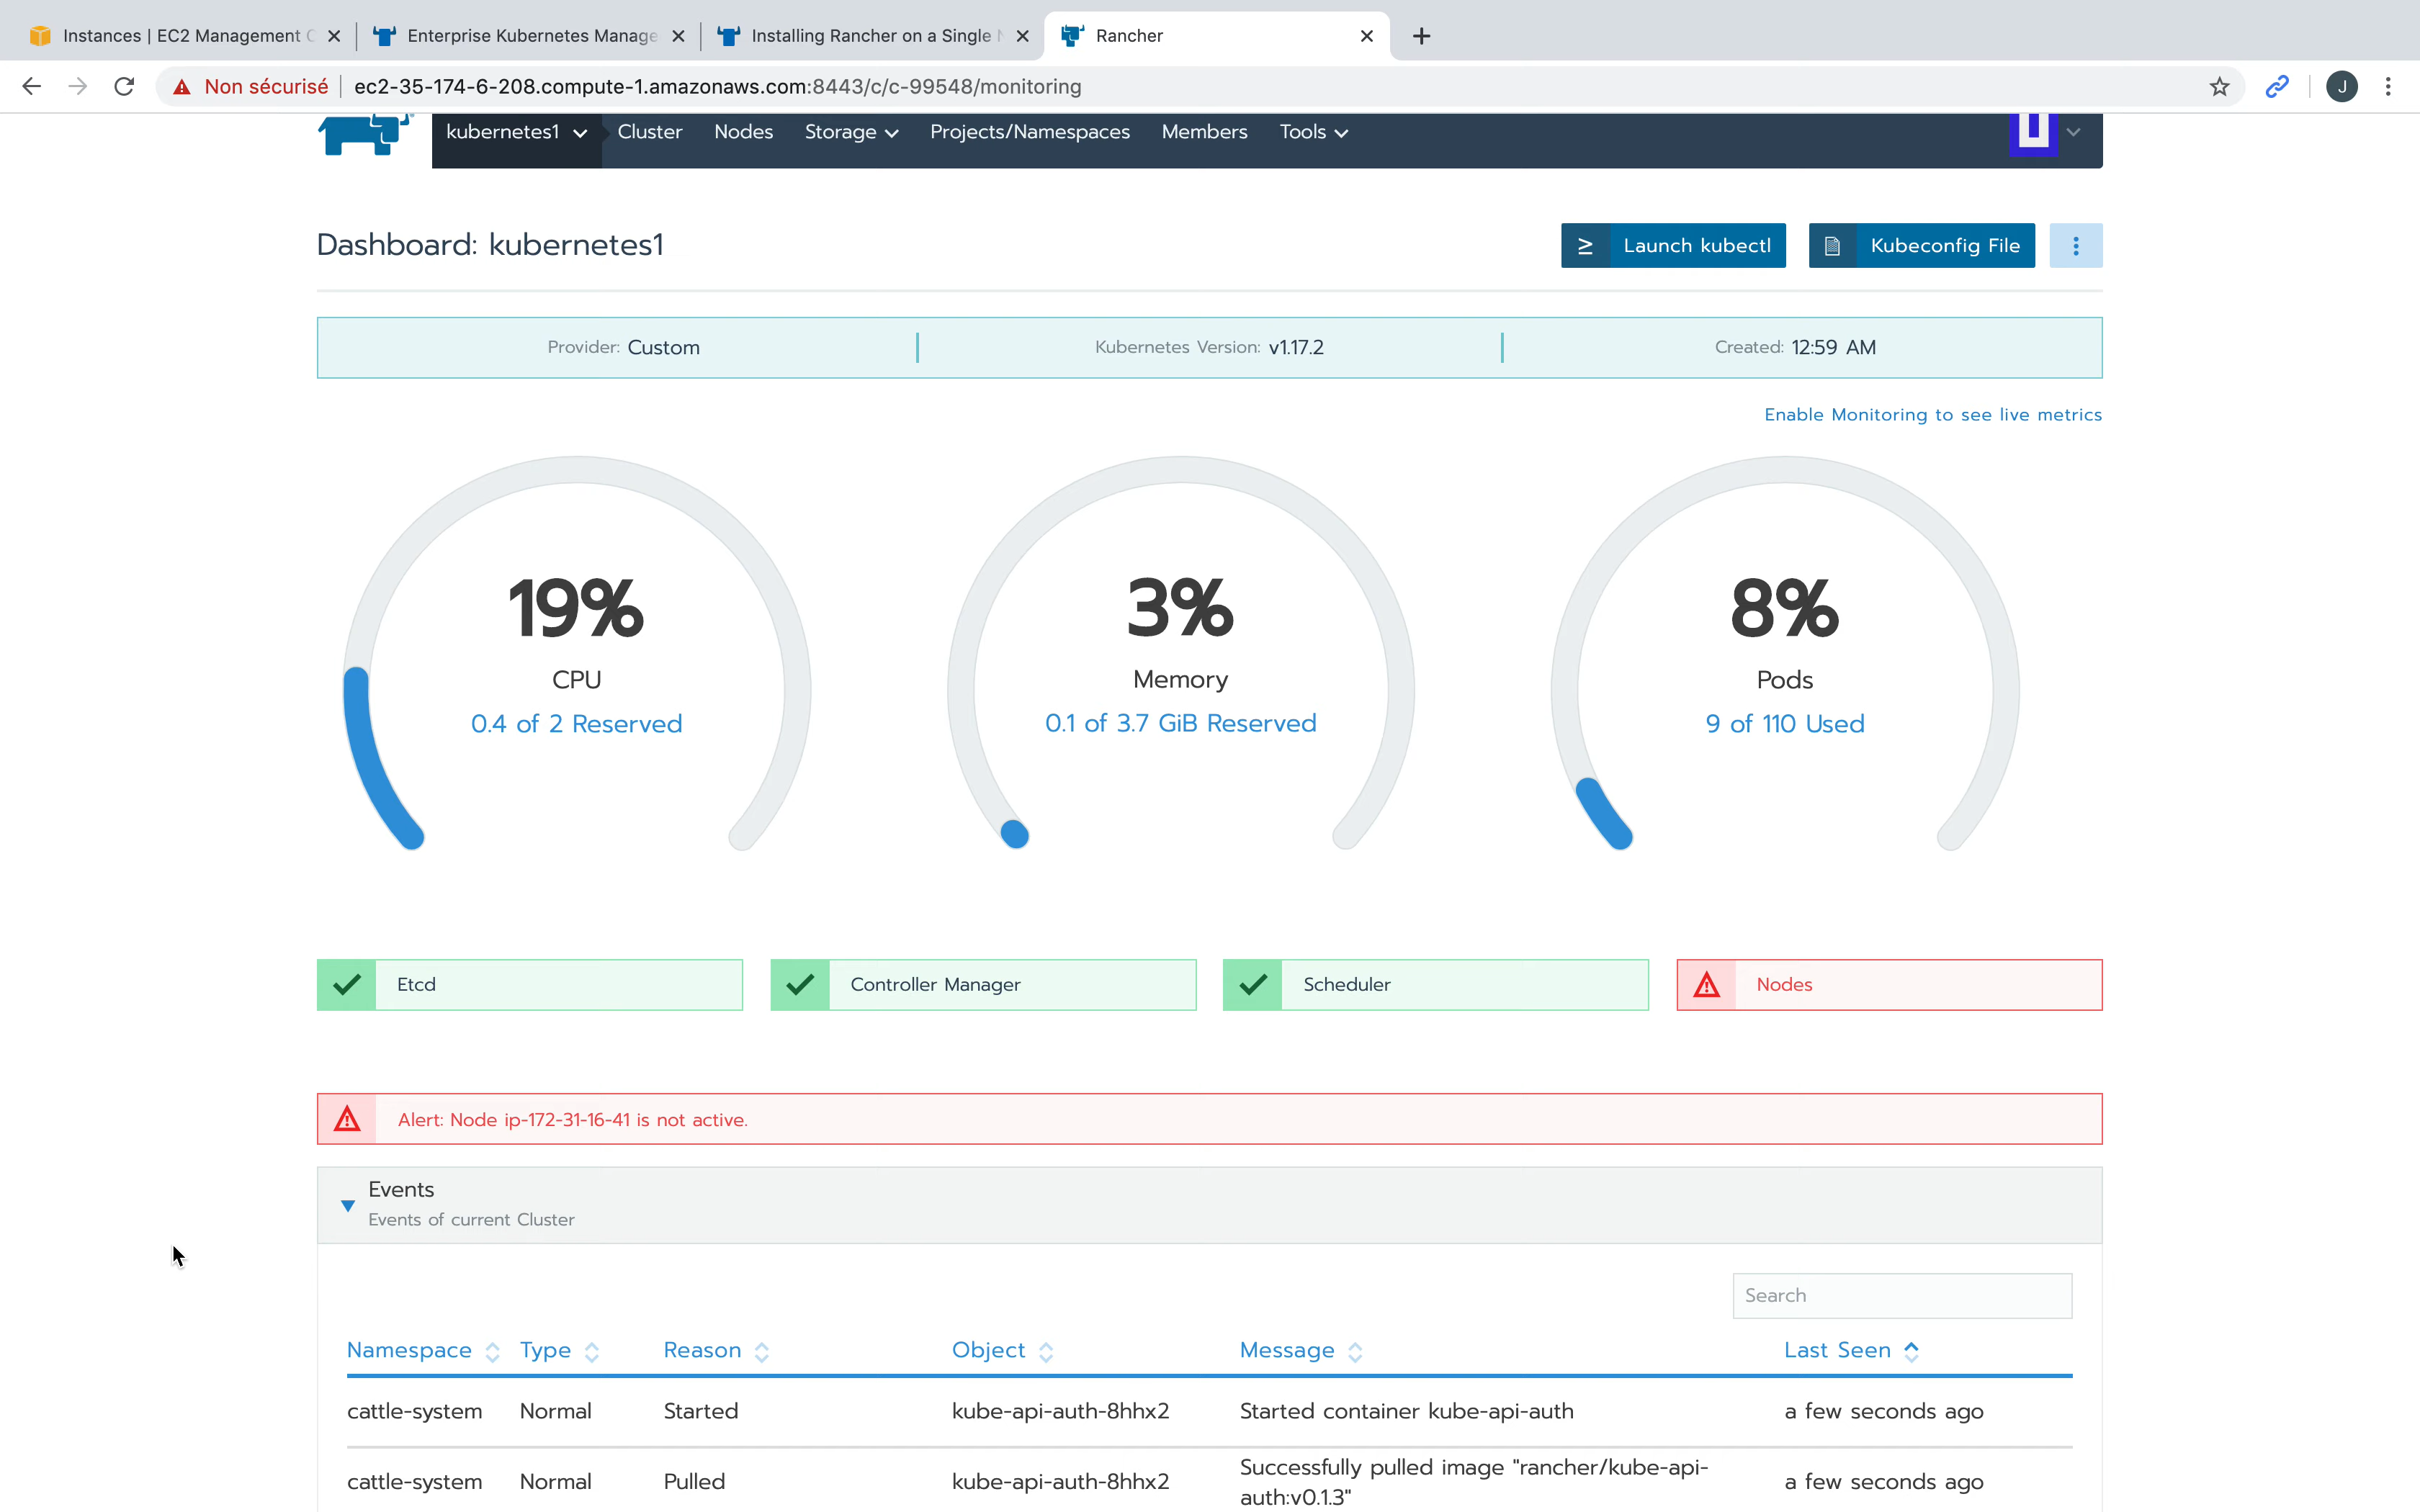 Instances | EC2 Management C
Enterprise Kubernetes Manage
Installing Rancher on a Single N
Rancher
Non sécurisé
ec2-35-174-6-208.compute-1.amazonaws.com:8443/c/c-99548/monitoring
J
kubernetes1
Cluster
Nodes
Storage
Projects/Namespaces
Members
Tools
Dashboard: kubernetes1
Launch kubectl
Kubeconfig File
Provider: Custom
Kubernetes Version: v1.17.2
Created: 12:59 AM
Enable Monitoring to see live metrics
19%
CPU
0.4 of 2 Reserved
3%
Memory
0.1 of 3.7 GiB Reserved
8%
Pods
9 of 110 Used
Etcd
Controller Manager
Scheduler
Nodes
Alert: Node ip-172-31-16-41 is not active.
Events
Events of current Cluster
Search
Namespace Type Reason Object Message Last Seen
cattle-system Normal Started kube-api-auth-8hhx2 Started container kube-api-auth a few seconds ago
cattle-system Normal Pulled kube-api-auth-8hhx2 Successfully pulled image "rancher/kube-api- a few seconds ago
auth:v0.1.3"